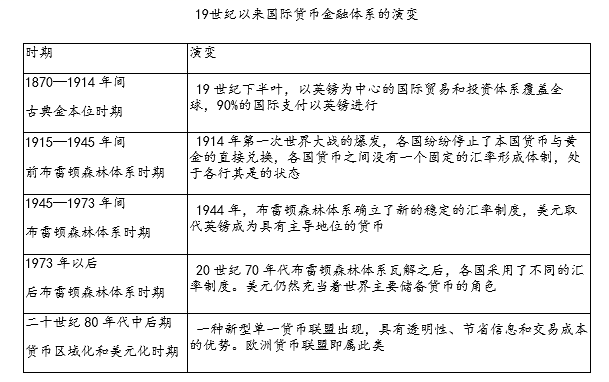 19世纪以来国际货币金融体系的演变
时期
演变
1870—1914 年间
古典金本位时期
19 世纪下半叶，以英镑为中心的国际贸易和投资体系覆盖全
球，90%的国际支付以英镑进行
1915—1945 年间
前布雷顿森林体系时期
1914 年第一次世界大战的爆发，各国纷纷停止了本国货币与黄
金的直接兑换，各国货币之间没有一个固定的汇率形成体制，处
于各行其是的状态
1945—1973 年间
布雷顿森林体系时期
1944 年，布雷顿森林体系确立了新的稳定的汇率制度，美元取
代英镑成为具有主导地位的货币
1973 年以后
后布雷顿森林体系时期
20 世纪 70 年代布雷顿森林体系瓦解之后，各国采用了不同的汇
率制度。美元仍然充当着世界主要储备货币的角色
二十世纪 80 年代中后期
货币区域化和美元化时期
一种新型单一货币联盟出现，具有透明性、节省信息和交易成本
的优势。欧洲货币联盟即属此类